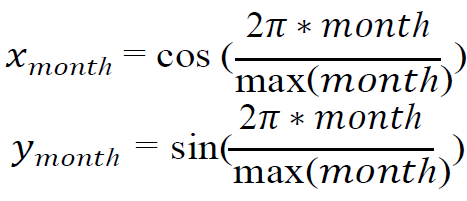 x_month = cos (2π * month / max(month))
y_month = sin(2π * month / max(month))